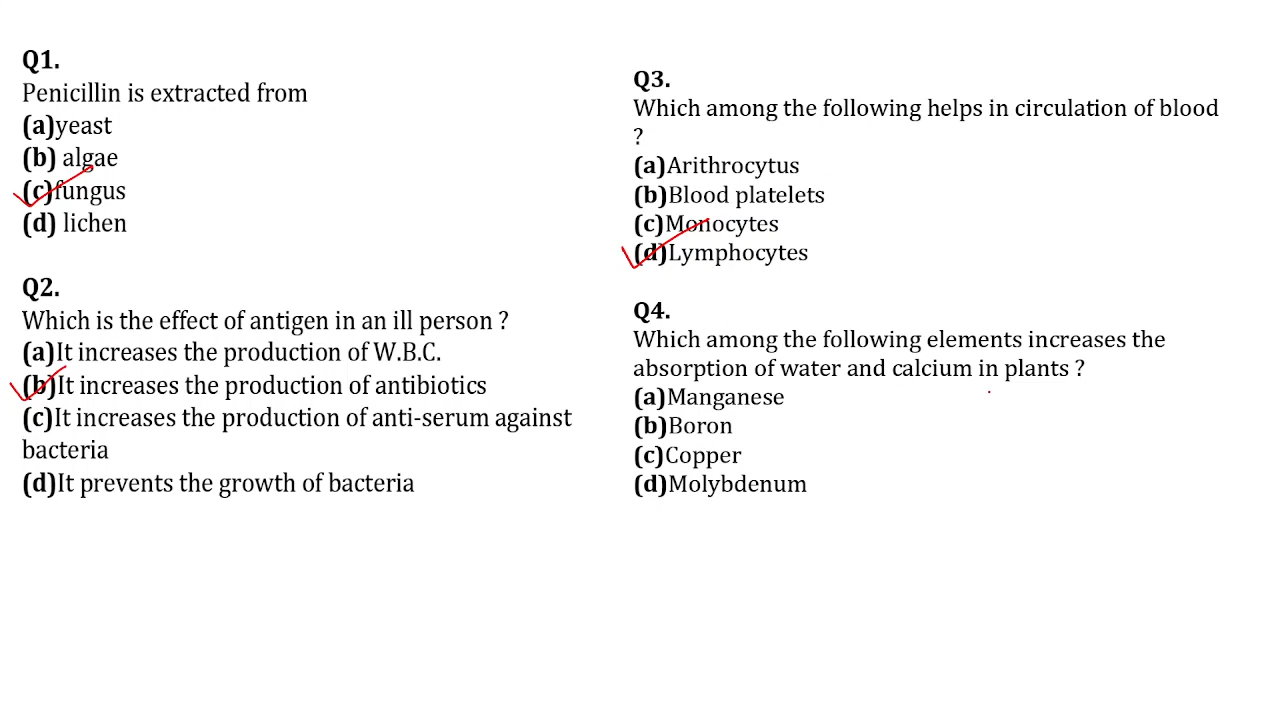 Q1.
Penicillin is extracted from
(a)yeast
(b) algae
(c)fungus
(d) lichen
Q2.
Which is the effect of antigen in an ill person ?
(a)It increases the production of W.B.C.
(b)It increases the production of antibiotics
(c)It increases the production of anti-serum against
bacteria
(d)It prevents the growth of bacteria
Q3.
Which among the following helps in circulation of blood
?
(a)Arithrocytus
(b)Blood platelets
(c)Monocytes
(d)Lymphocytes
Q4.
Which among the following elements increases the
absorption of water and calcium in plants ?
(a)Manganese
(b)Boron
(c)Copper
(d)Molybdenum